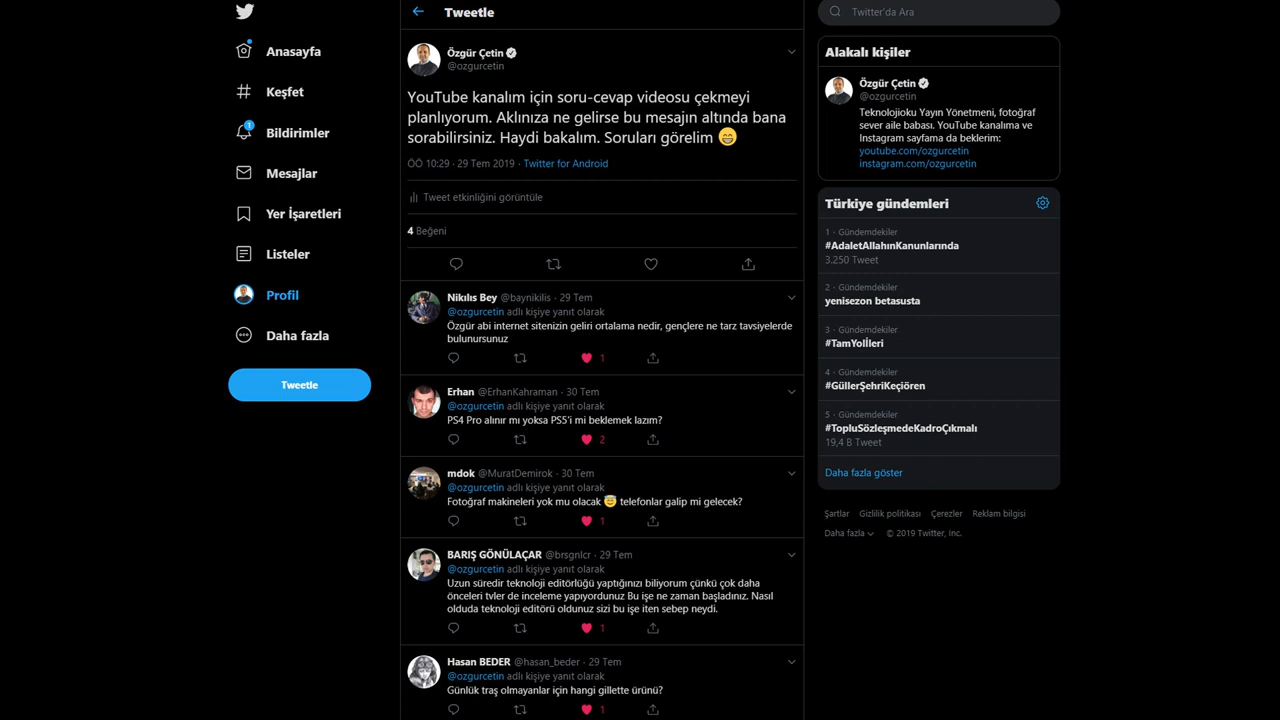 Anasayfa
Keşfet
1
Bildirimler
Mesajlar
Yer İşaretleri
Listeler
Profil
Daha fazla
Tweetle
Tweetle
Özgür Çetin
@ozgurcetin
YouTube kanalım için soru-cevap videosu çekmeyi
planlıyorum. Aklınıza ne gelirse bu mesajın altında bana
sorabilirsiniz. Haydi bakalım. Soruları görelim 😁
ÖÖ 10:29 · 29 Tem 2019 · Twitter for Android
Tweet etkinliğini görüntüle
4 Beğeni
Nikılıs Bey @baynikilis · 29 Tem
@ozgurcetin adlı kişiye yanıt olarak
Özgür abi internet sitenizin geliri ortalama nedir, gençlere ne tarz tavsiyelerde
bulunursunuz
1
Erhan @ErhanKahraman · 30 Tem
@ozgurcetin adlı kişiye yanıt olarak
PS4 Pro alınır mı yoksa PS5'i mi beklemek lazım?
2
mdok @MuratDemirok · 30 Tem
@ozgurcetin adlı kişiye yanıt olarak
Fotoğraf makineleri yok mu olacak 😇 telefonlar galip mi gelecek?
1
BARIŞ GÖNÜLAÇAR @brsgnlcr · 29 Tem
@ozgurcetin adlı kişiye yanıt olarak
Uzun süredir teknoloji editörlüğü yaptığınızı biliyorum çünkü çok daha
önceleri tvler de inceleme yapıyordunuz Bu işe ne zaman başladınız. Nasıl
olduda teknoloji editörü oldunuz sizi bu işe iten sebep neydi.
1
Hasan BEDER @hasan_beder · 29 Tem
@ozgurcetin adlı kişiye yanıt olarak
Günlük traş olmayanlar için hangi gillette ürünü?
1
Twitter'da Ara
Alakalı kişiler
Özgür Çetin
@ozgurcetin
Teknolojioku Yayın Yönetmeni, fotoğraf
sever aile babası. YouTube kanalıma ve
Instagram sayfama da beklerim:
youtube.com/ozgurcetin
instagram.com/ozgurcetin
Türkiye gündemleri
1 · Gündemdekiler
#AdaletAllahınKanunlarında
3.250 Tweet
2 · Gündemdekiler
yenisezon betasusta
3 · Gündemdekiler
#TamYolİleri
4 · Gündemdekiler
#GüllerŞehriKeçiören
5 · Gündemdekiler
#TopluSözleşmedeKadroÇıkmalı
19,4 B Tweet
Daha fazla göster
Şartlar Gizlilik politikası Çerezler Reklam bilgisi
Daha fazla © 2019 Twitter, Inc.